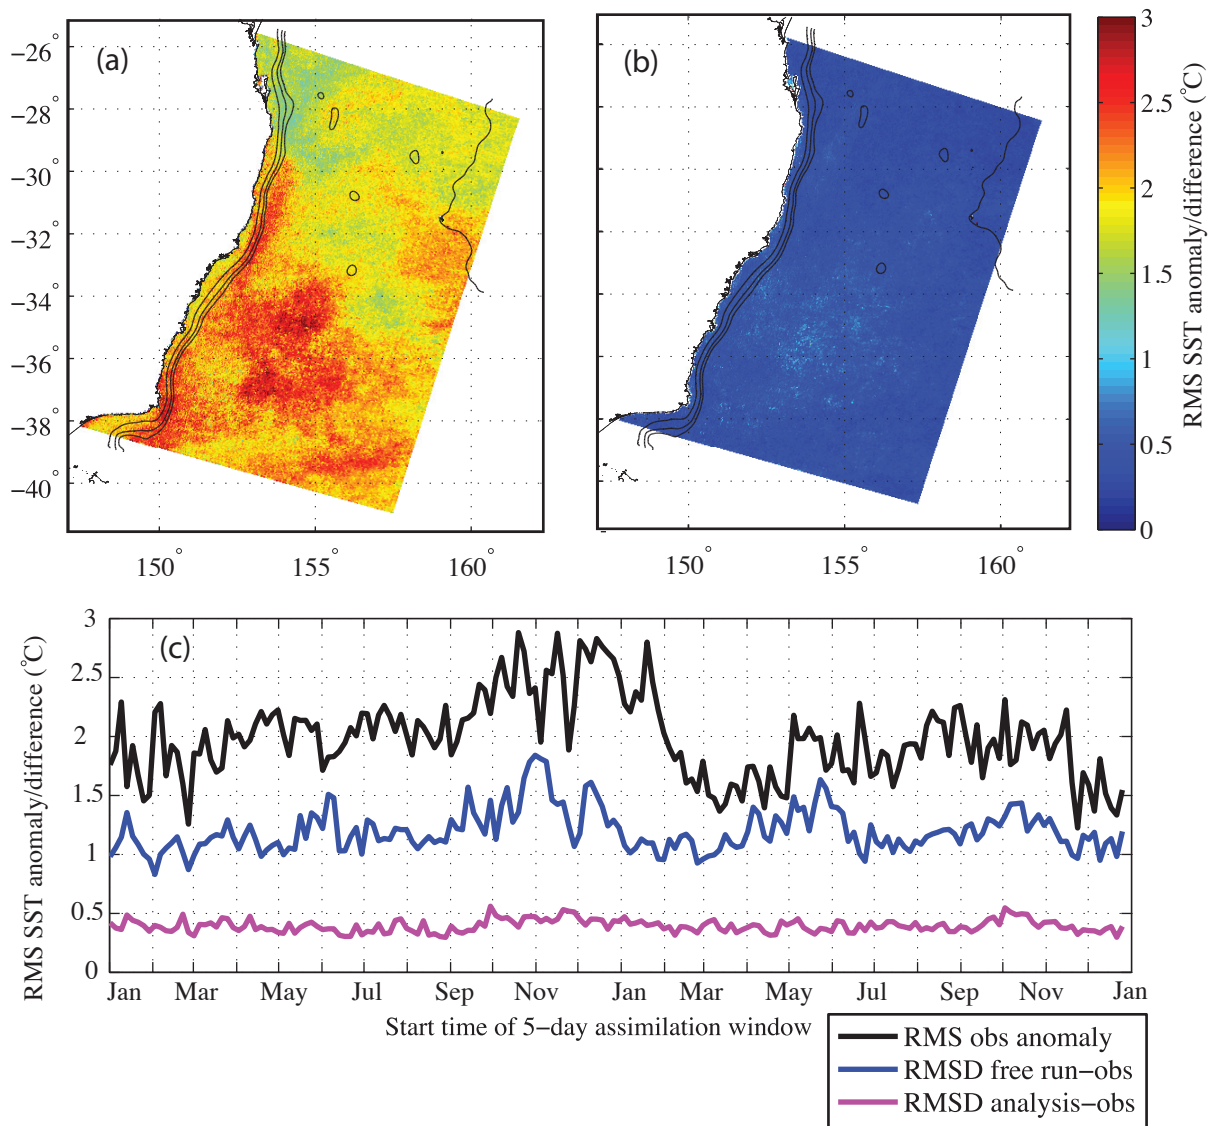 (a)
−26°
−28°
−30°
−32°
−34°
−36°
−38°
−40°
150°
155°
160°
(b)
150°
155°
160°
3
2.5
2
1.5
1
0.5
0
RMS SST anomaly/difference (°C)
(c)
RMS SST anomaly/difference (°C)
3
2.5
2
1.5
1
0.5
0
Jan Mar May Jul Sep Nov Jan Mar May Jul Sep Nov Jan
Start time of 5−day assimilation window
RMS obs anomaly
RMSD free run−obs
RMSD analysis−obs